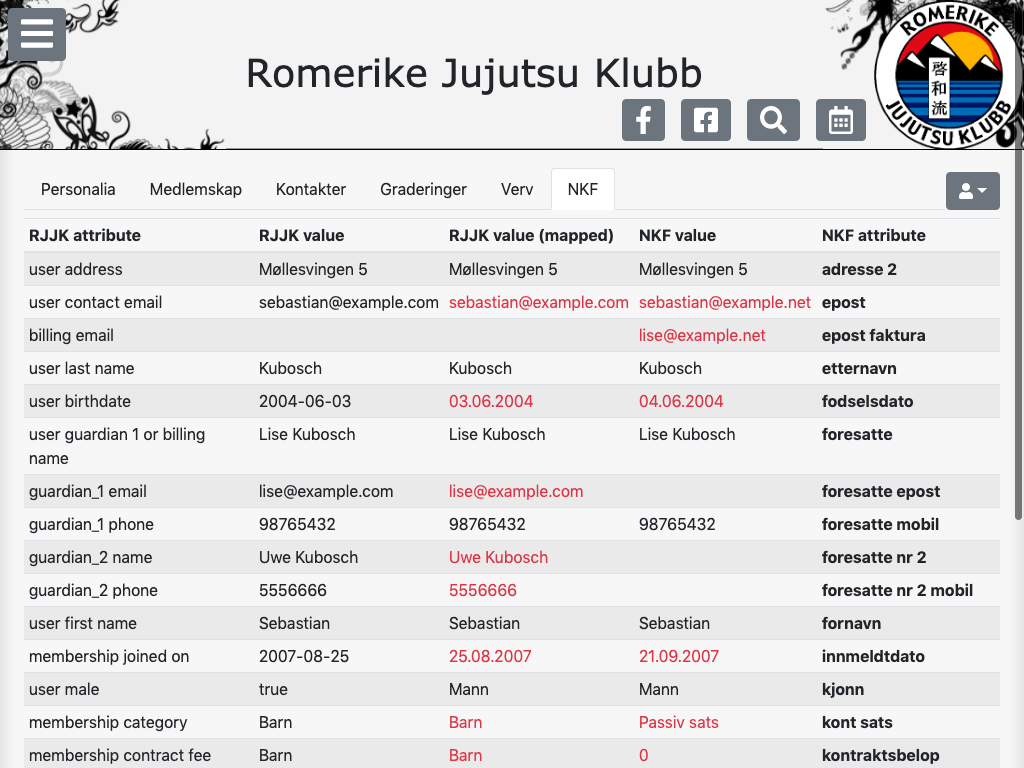 Romerike Jujutsu Klubb
ROMERIKE
啓和流
JUJUTSU KLUBB
Personalia Medlemskap Kontakter Graderinger Verv NKF
RJJK attribute RJJK value RJJK value (mapped) NKF value NKF attribute
user address Møllesvingen 5 Møllesvingen 5 Møllesvingen 5 adresse 2
user contact email sebastian@example.com sebastian@example.com sebastian@example.net epost
billing email lise@example.net epost faktura
user last name Kubosch Kubosch Kubosch etternavn
user birthdate 2004-06-03 03.06.2004 04.06.2004 fodselsdato
user guardian 1 or billing name Lise Kubosch Lise Kubosch Lise Kubosch foresatte
guardian_1 email lise@example.com lise@example.com foresatte epost
guardian_1 phone 98765432 98765432 98765432 foresatte mobil
guardian_2 name Uwe Kubosch Uwe Kubosch foresatte nr 2
guardian_2 phone 5556666 5556666 foresatte nr 2 mobil
user first name Sebastian Sebastian Sebastian fornavn
membership joined on 2007-08-25 25.08.2007 21.09.2007 innmeldtdato
user male true Mann Mann kjonn
membership category Barn Barn Passiv sats kont sats
membership contract fee Barn Barn 0 kontraktsbelop